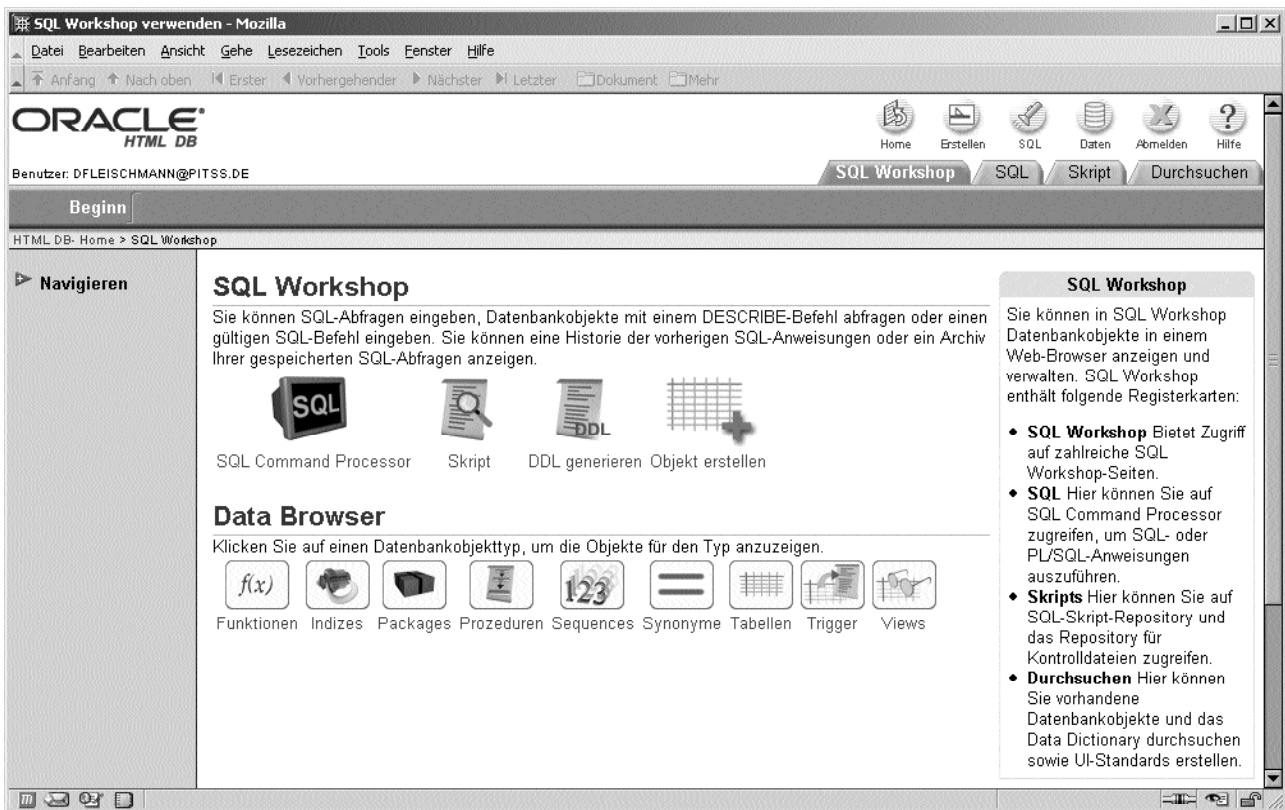 SQL Workshop verwenden - Mozilla
Datei Bearbeiten Ansicht Gehe Lesezeichen Tools Fenster Hilfe
Anfang Nach oben Erster Vorhergehender Nächster Letzter Dokument Mehr
ORACLE
HTML DB
Home Erstellen SQL Daten Abmelden Hilfe
Benutzer: DFLEISCHMANN@PITSS.DE
SQL Workshop SQL Skript Durchsuchen
Beginn
HTML DB- Home > SQL Workshop
Navigieren
SQL Workshop
Sie können SQL-Abfragen eingeben, Datenbankobjekte mit einem DESCRIBE-Befehl abfragen oder einen
gültigen SQL-Befehl eingeben. Sie können eine Historie der vorherigen SQL-Anweisungen oder ein Archiv
Ihrer gespeicherten SQL-Abfragen anzeigen.
SQL
DDL
SQL Command Processor Skript DDL generieren Objekt erstellen
Data Browser
Klicken Sie auf einen Datenbankobjekttyp, um die Objekte für den Typ anzuzeigen.
f(x)
123
Funktionen Indizes Packages Prozeduren Sequences Synonyme Tabellen Trigger Views
SQL Workshop
Sie können in SQL Workshop
Datenbankobjekte in einem
Web-Browser anzeigen und
verwalten. SQL Workshop
enthält folgende Registerkarten:
• SQL Workshop Bietet Zugriff
auf zahlreiche SQL
Workshop-Seiten.
• SQL Hier können Sie auf
SQL Command Processor
zugreifen, um SQL- oder
PL/SQL-Anweisungen
auszuführen.
• Skripts Hier können Sie auf
SQL-Skript-Repository und
das Repository für
Kontrolldateien zugreifen.
• Durchsuchen Hier können
Sie vorhandene
Datenbankobjekte und das
Data Dictionary durchsuchen
sowie UI-Standards erstellen.